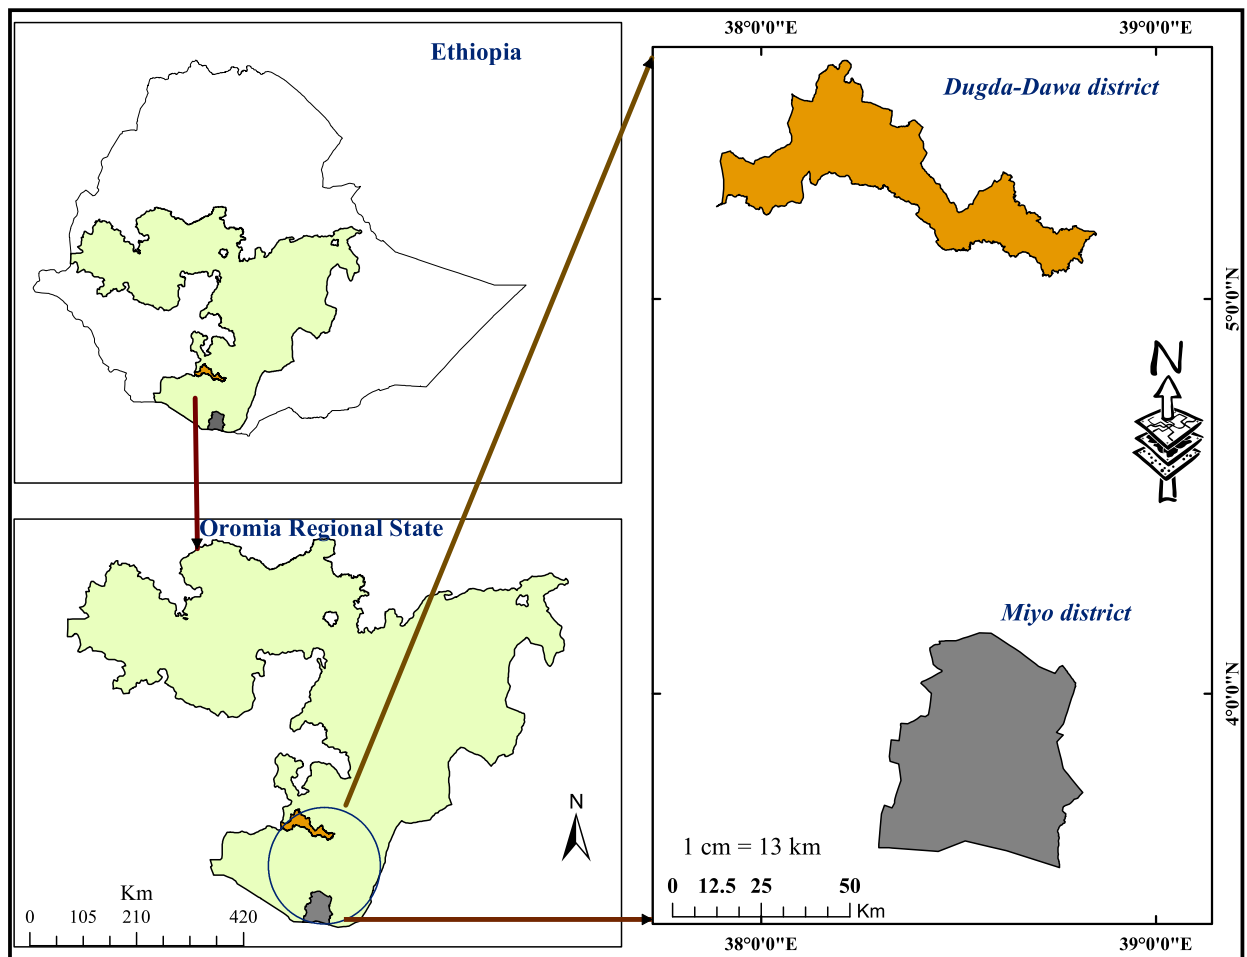 Ethiopia
Oromia Regional State
N
Km
0 105 210 420
38°0'0"E 39°0'0"E
Dugda-Dawa district
5°0'0"N
N
Miyo district
4°0'0"N
1 cm = 13 km
0 12.5 25 50
Km
38°0'0"E 39°0'0"E